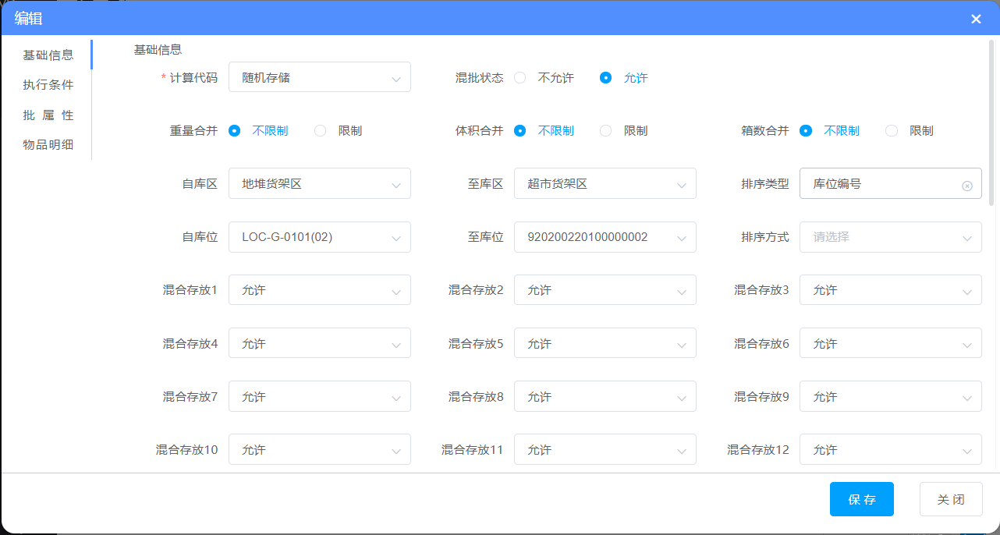 编辑
基础信息
执行条件
批 属 性
物品明细
基础信息
* 计算代码 随机存储 混批状态 不允许 允许
重量合并 不限制 限制 体积合并 不限制 限制 箱数合并 不限制 限制
自库区 地堆货架区 至库区 超市货架区 排序类型 库位编号
自库位 LOC-G-0101(02) 至库位 920200220100000002 排序方式 请选择
混合存放1 允许 混合存放2 允许 混合存放3 允许
混合存放4 允许 混合存放5 允许 混合存放6 允许
混合存放7 允许 混合存放8 允许 混合存放9 允许
混合存放10 允许 混合存放11 允许 混合存放12 允许
保 存 关 闭